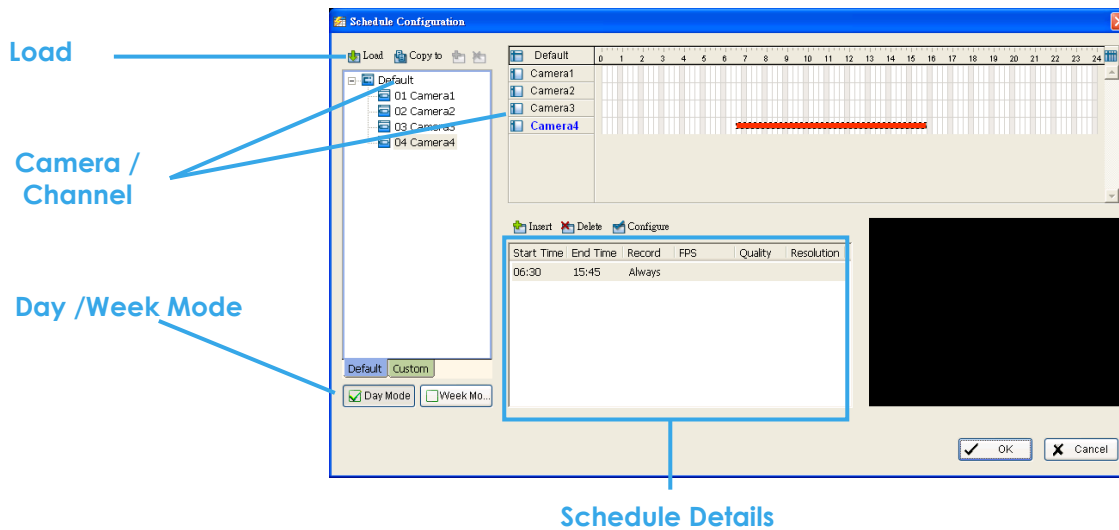 Schedule Configuration
Load
Load Copy to
Default 0 1 2 3 4 5 6 7 8 9 10 11 12 13 14 15 16 17 18 19 20 21 22 23 24
Camera1
Camera2
Camera3
Camera4
Default
01 Camera1
02 Camera2
03 Camera3
04 Camera4
Camera /
Channel
Insert Delete Configure
Start Time End Time Record FPS Quality Resolution
06:30 15:45 Always
Day /Week Mode
Default Custom
Day Mode Week Mo...
OK Cancel
Schedule Details